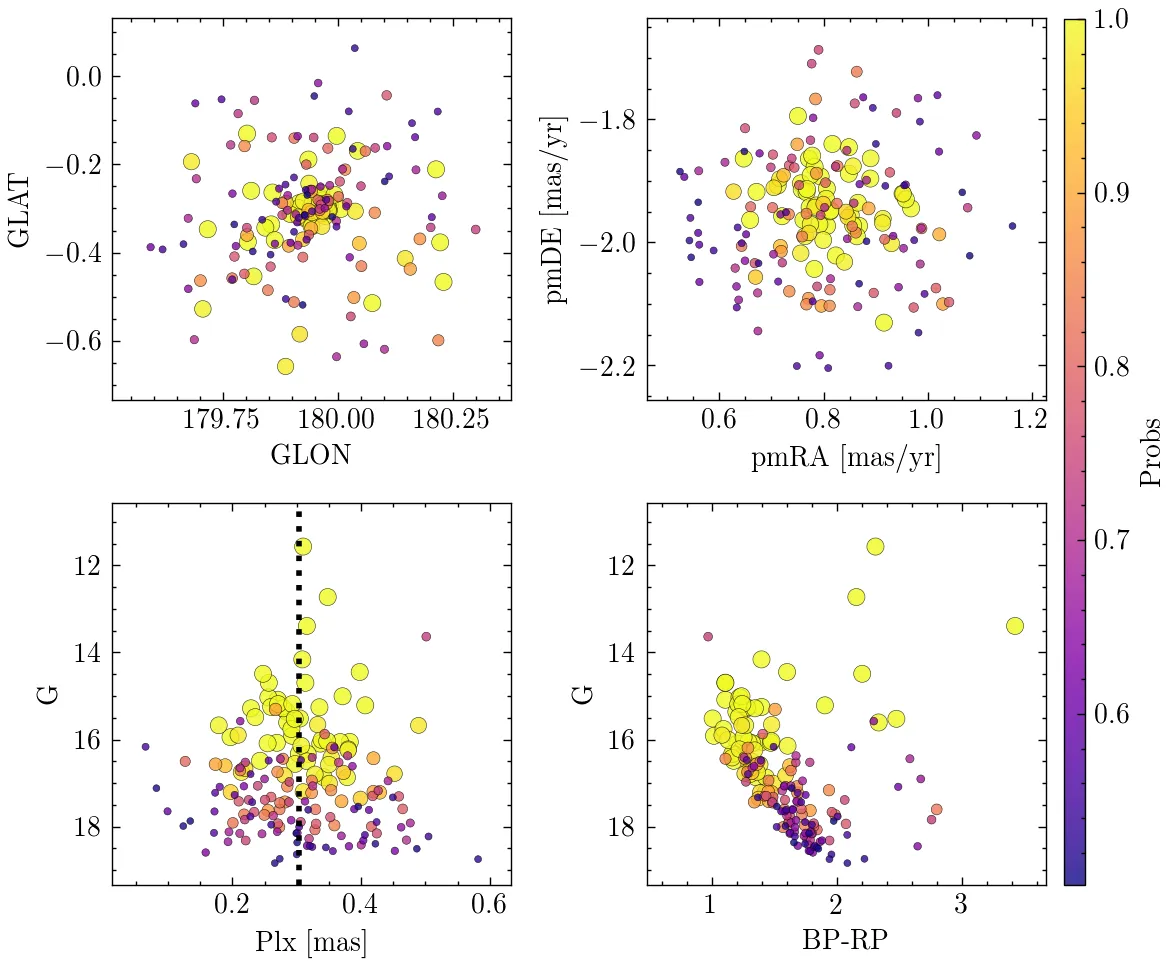 0.0
−0.2
−0.4
−0.6
GLAT
179.75 180.00 180.25
GLON
−1.8
−2.0
−2.2
pmDE [mas/yr]
0.6 0.8 1.0 1.2
pmRA [mas/yr]
12
14
16
18
G
0.2 0.4 0.6
Plx [mas]
12
14
16
18
G
1 2 3
BP-RP
1.0
0.9
0.8
0.7
0.6
Probs